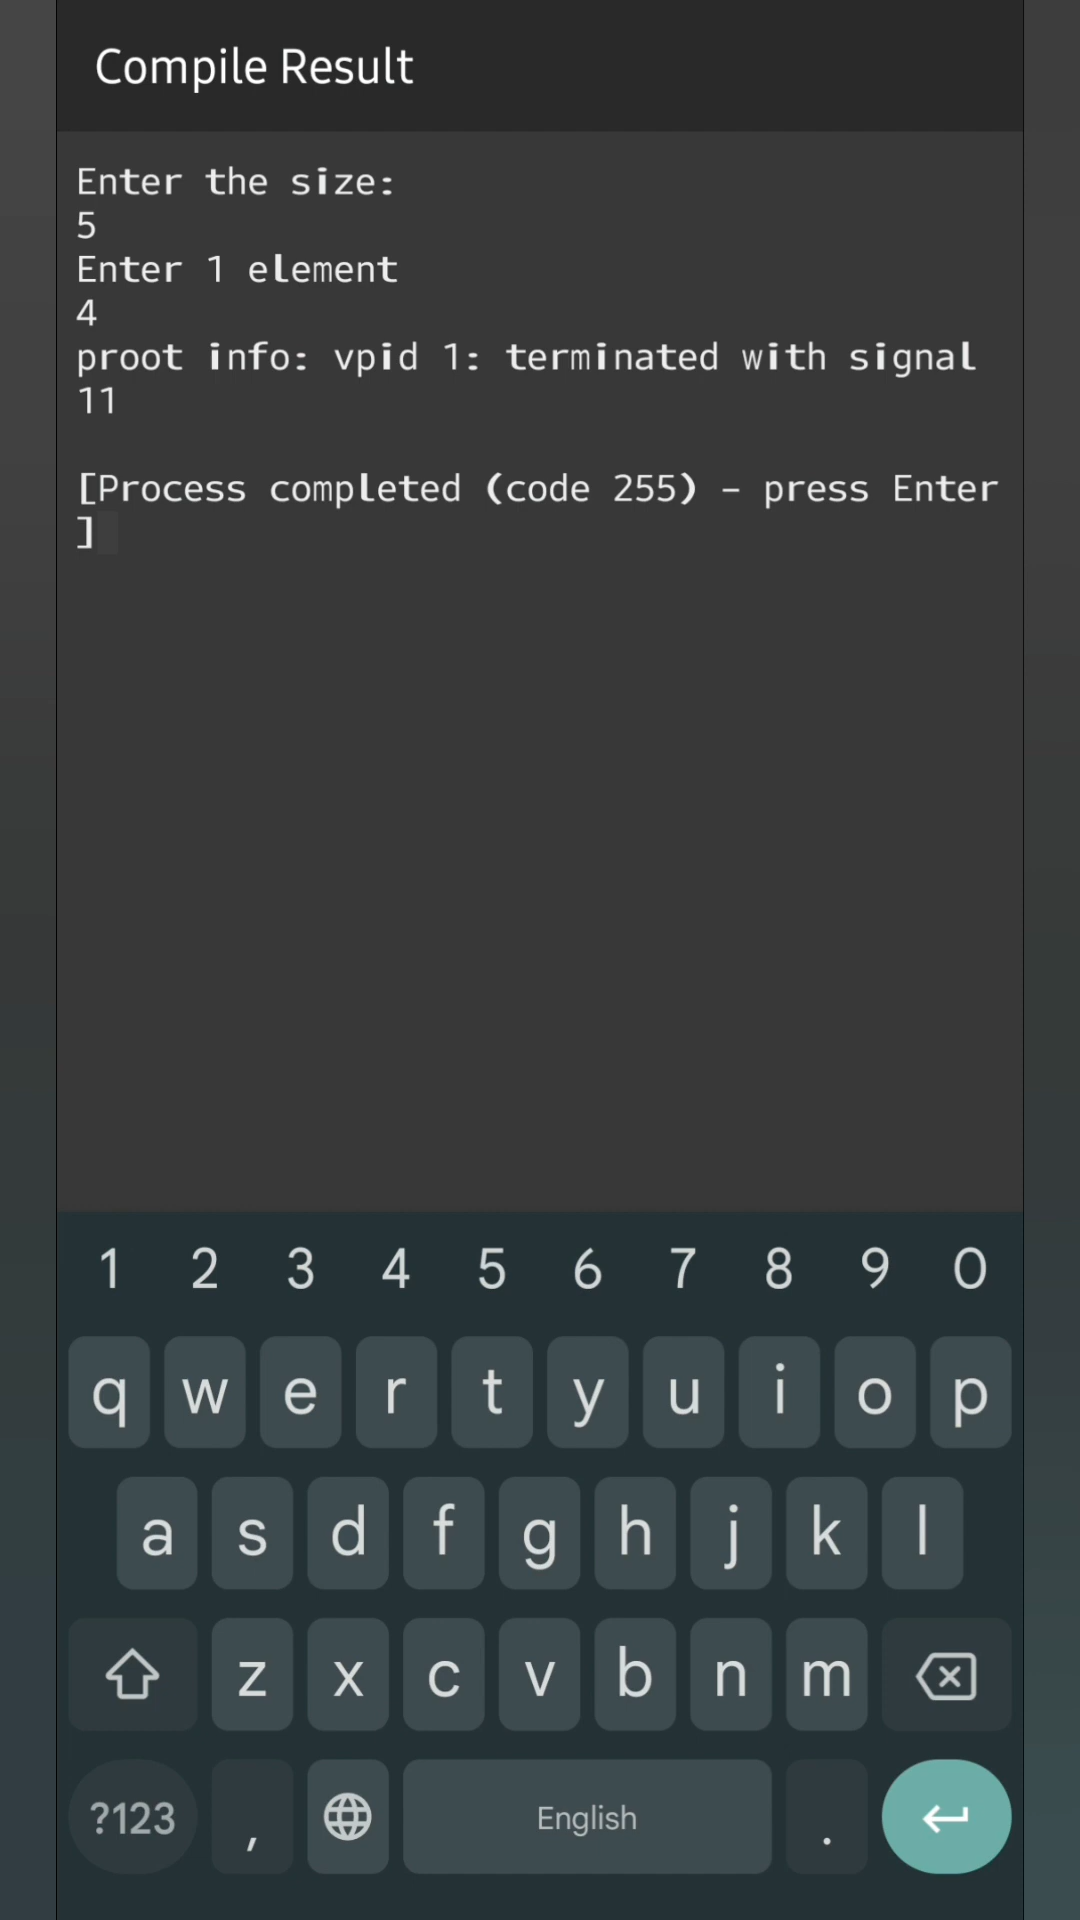 Compile Result
Enter the size:
5
Enter 1 element
4
proot info: vpid 1: terminated with signal
11
[Process completed (code 255) - press Enter
]
1 2 3 4 5 6 7 8 9 0
q w e r t y u i o p
a s d f g h j k l
z x c v b n m
?123 , English .